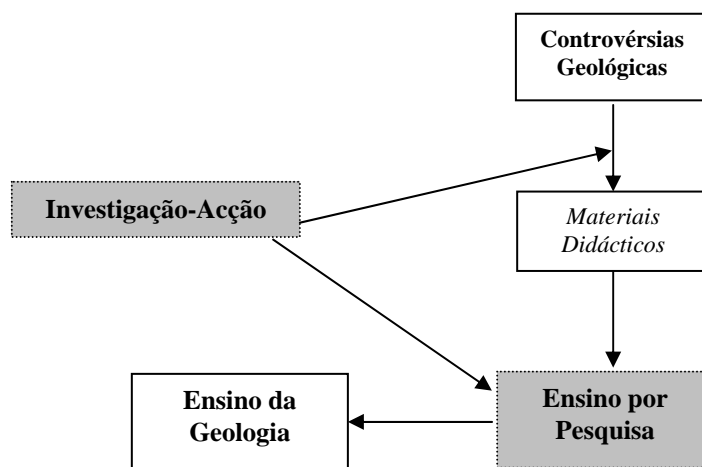 Controvérsias
Geológicas
Investigação-Acção
Materiais
Didácticos
Ensino da
Geologia
Ensino por
Pesquisa